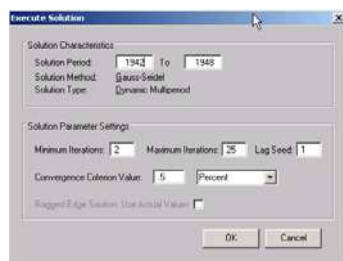 Execute Solution
Solution Characteristics
Solution Period: 1942 To 1948
Solution Method: Gauss-Seidel
Solution Type: Dynamic Multiperiod
Solution Parameter Settings
Minimum Iterations: 2 Maximum Iterations: 25 Lag Seed: 1
Convergence Criterion Value: .5 Percent
Ragged Edge Solution: Use Actual Values
OK Cancel